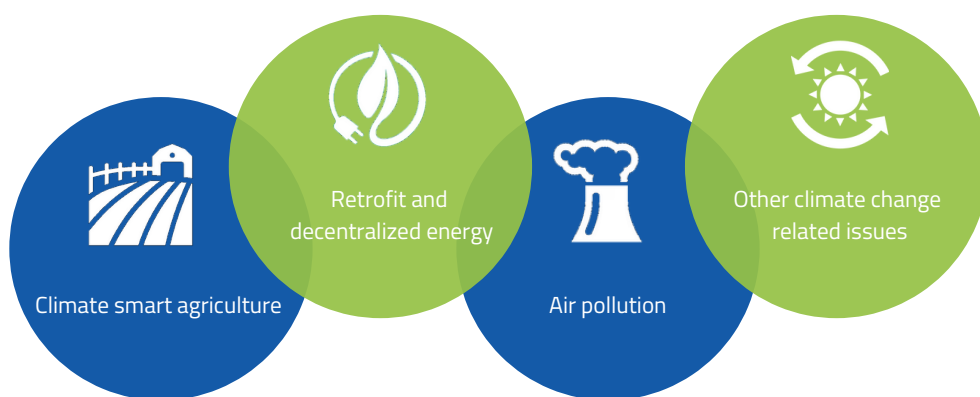 Climate smart agriculture
Retrofit and
decentralized energy
Air pollution
Other climate change
related issues